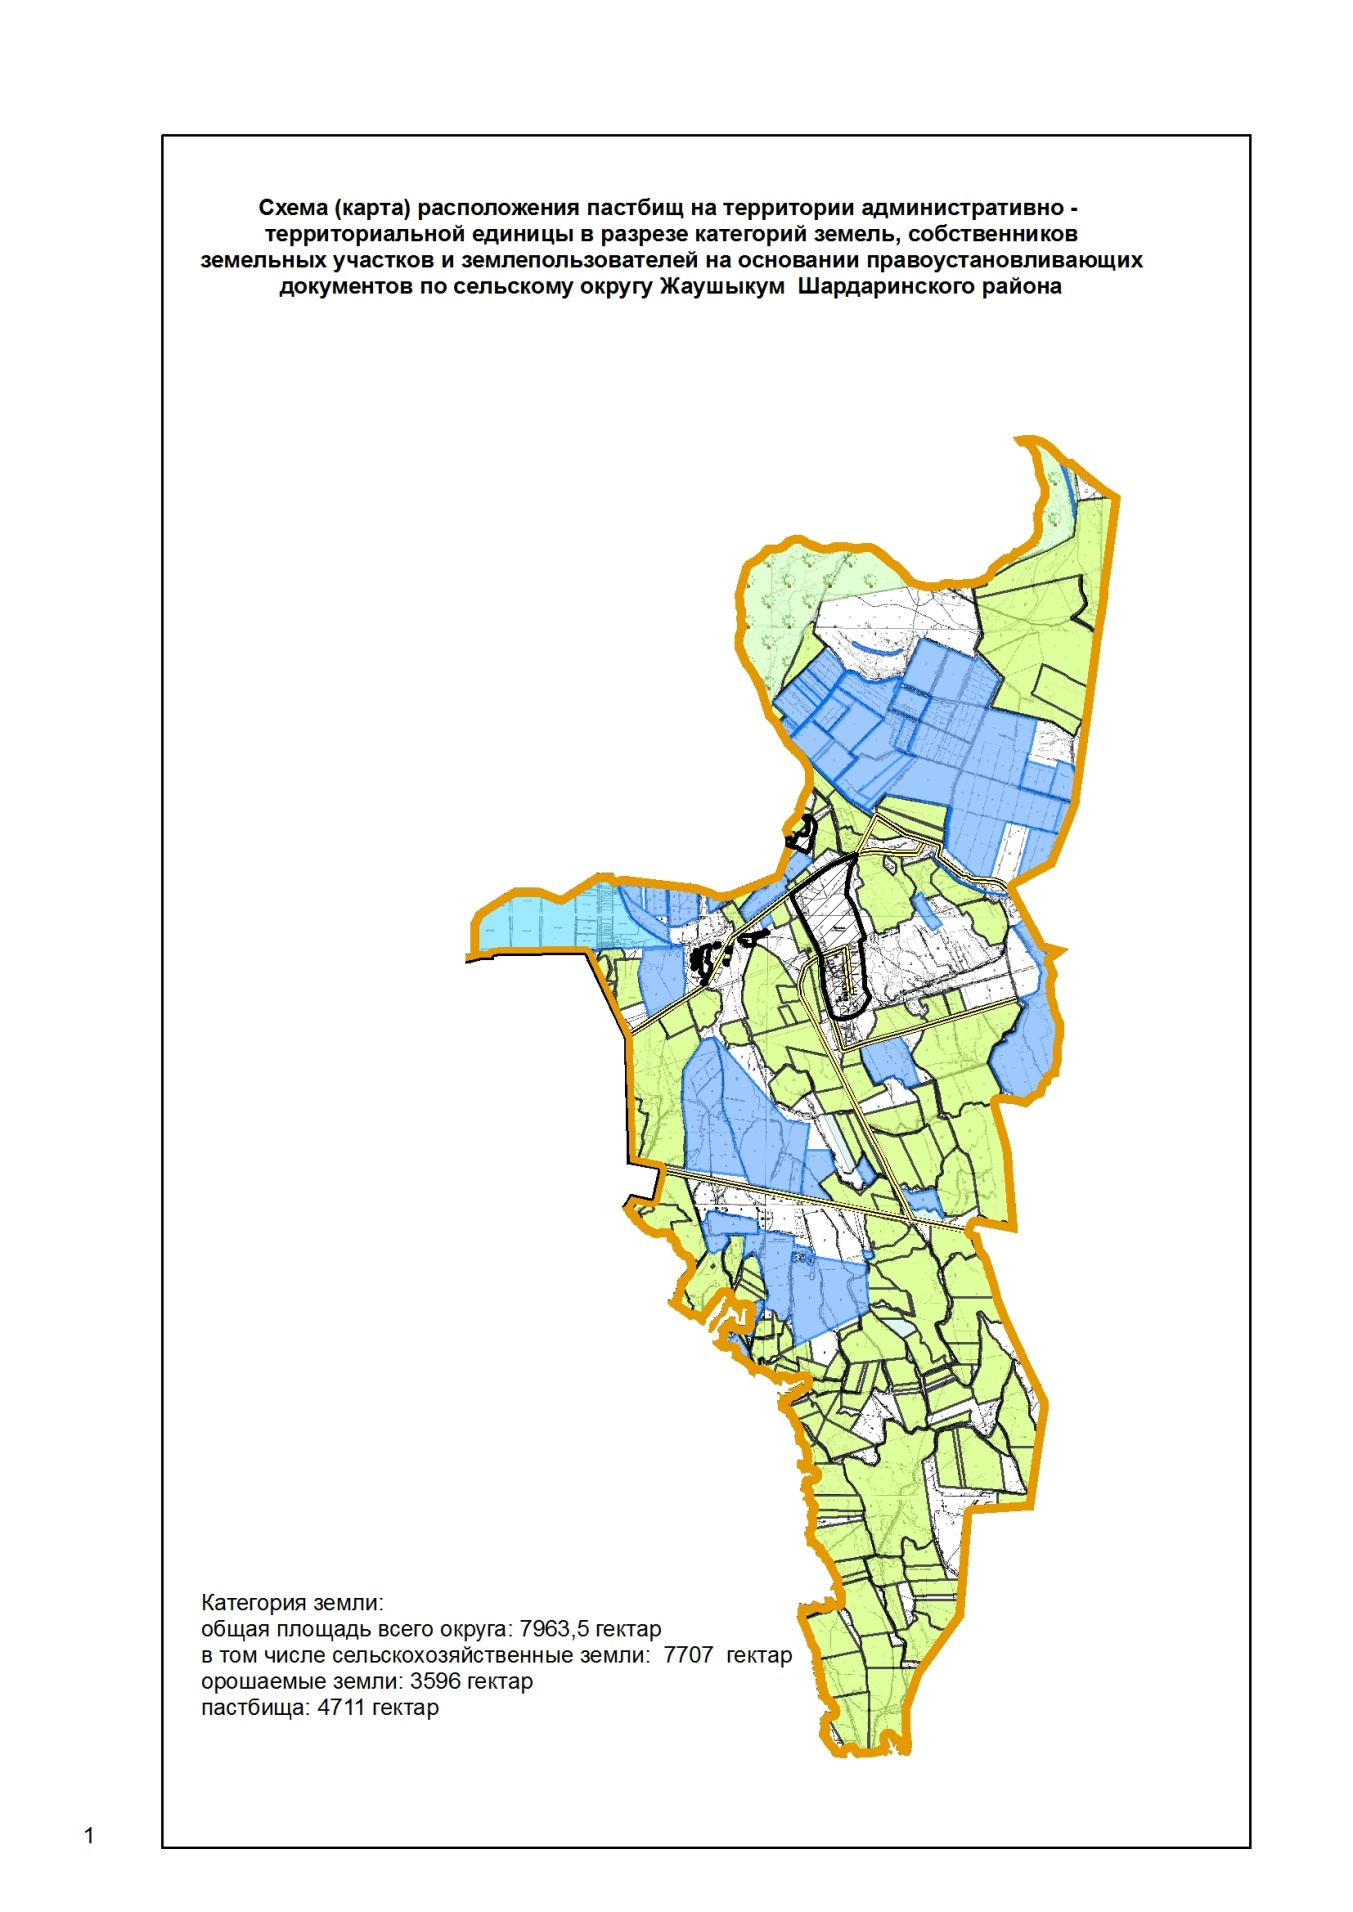 Схема (карта) расположения пастбищ на территории административно -
территориальной единицы в разрезе категорий земель, собственников
земельных участков и землепользователей на основании правоустановливающих
документов по сельскому округу Жаушыкум Шардаринского района
Категория земли:
общая площадь всего округа: 7963,5 гектар
в том числе сельскохозяйственные земли: 7707 гектар
орошаемые земли: 3596 гектар
пастбища: 4711 гектар
1